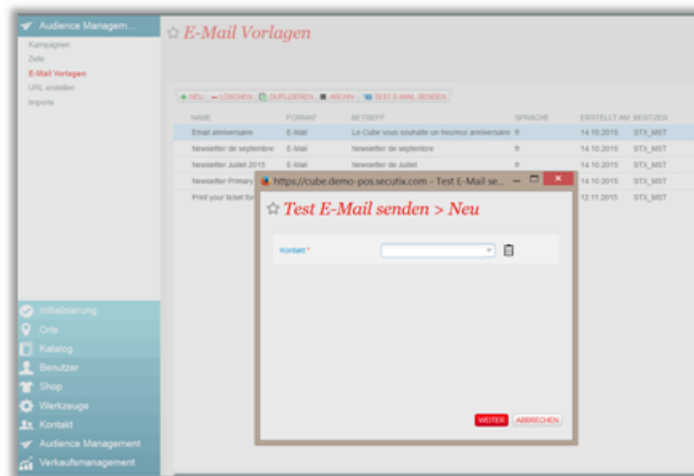 Audience Managem...
Kampagnen
Ziele
E-Mail Vorlagen
URL erstellen
Importe
E-Mail Vorlagen
NEU LÖSCHEN DUPLIZIEREN ARCHIV TEST E-MAIL SENDEN
NAME FORMAT BETREFF SPRACHE ERSTELLT AM BESITZER
Email anniversaire E-Mail Le Cube vous souhaite un heureux anniversaire !! 14.10.2015 STX_MST
Newsletter de septembre E-Mail Newsletter de septembre 14.10.2015 STX_MST
Newsletter Juillet 2015 E-Mail Newsletter de Juillet 14.10.2015 STX_MST
Newsletter Primary 14.10.2015 STX_MST
Print your ticket for 12.11.2015 STX_MST
https://cube.demo-pos.secutix.com - Test E-Mail se...
Test E-Mail senden > Neu
Kontakt *
WEITER ABBRECHEN
Initialisierung
Orte
Katalog
Benutzer
Shop
Werkzeuge
Kontakt
Audience Management
Verkaufsmanagement